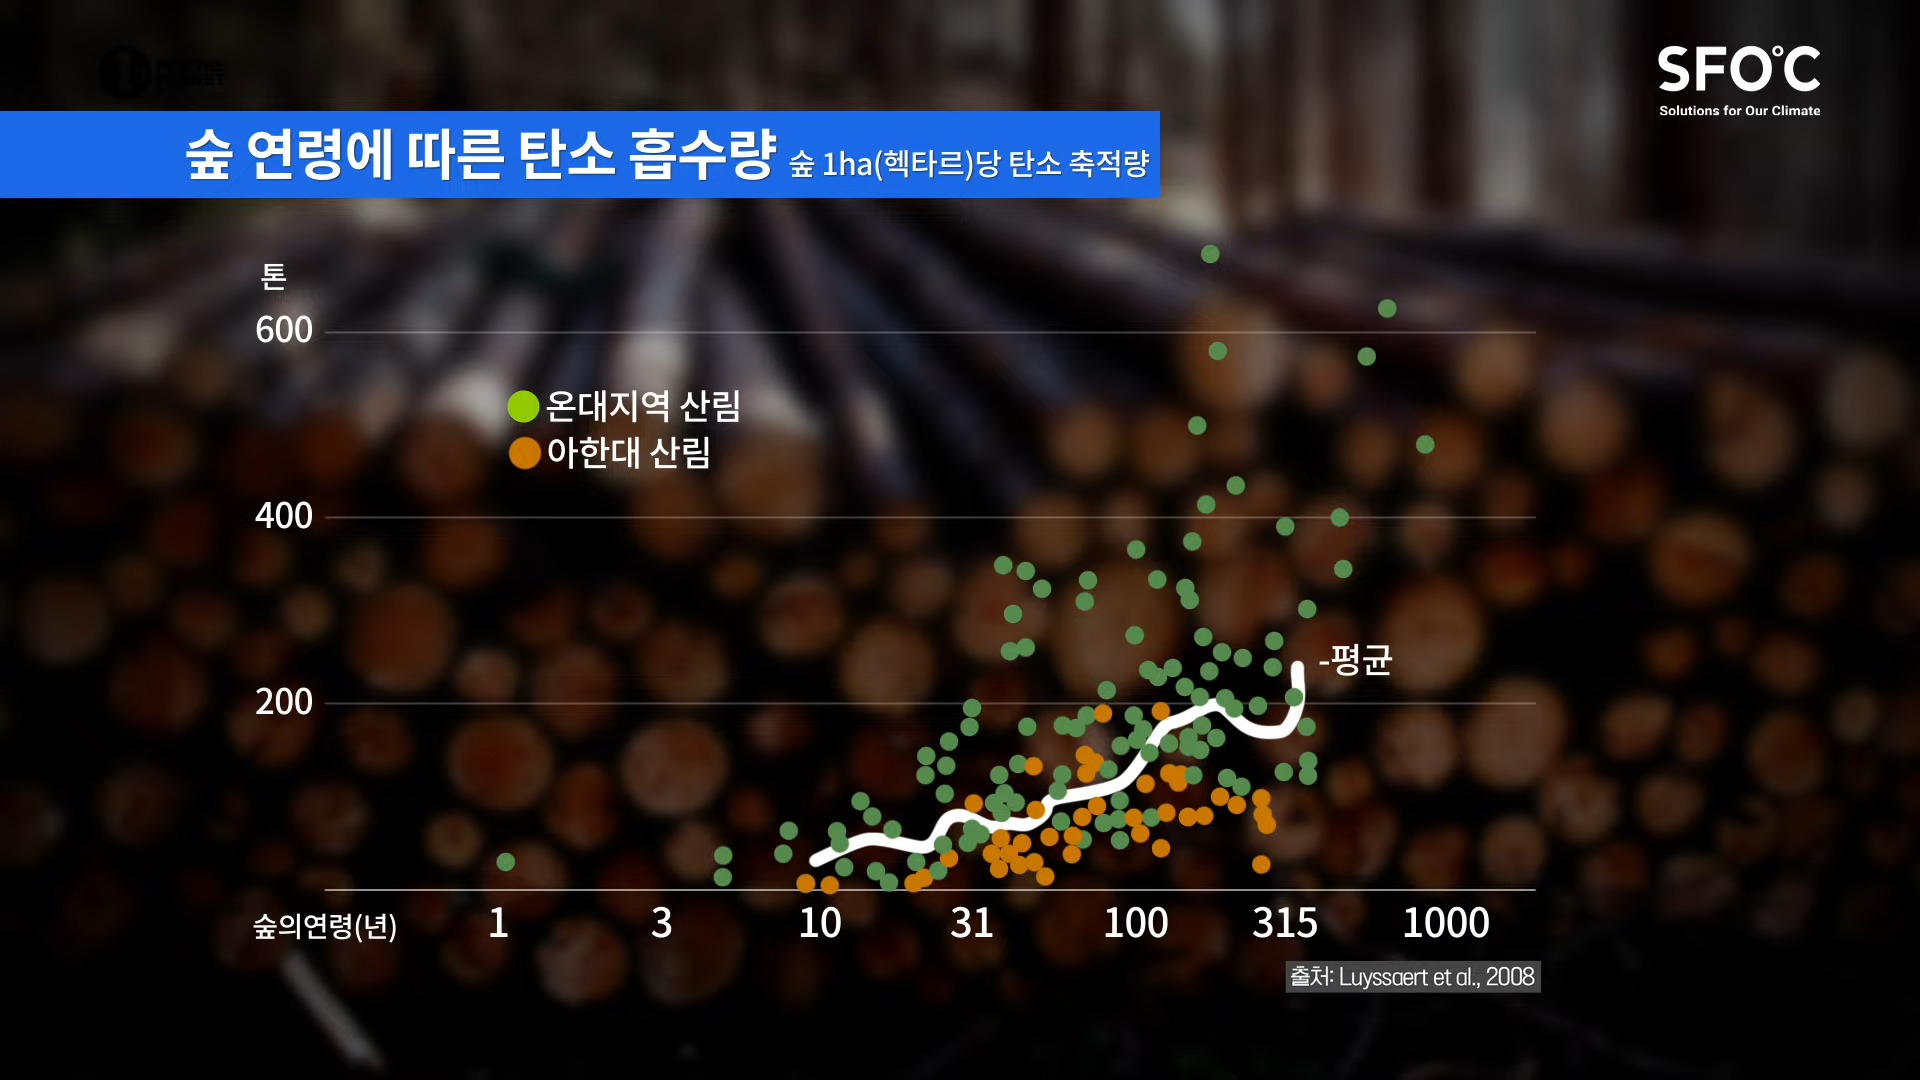 SFO°C
Solutions for Our Climate
숲 연령에 따른 탄소 흡수량 숲 1ha(헥타르)당 탄소 축적량
톤
600
온대지역 산림
아한대 산림
400
-평균
200
숲의연령(년) 1 3 10 31 100 315 1000
출처: Luyssaert et al., 2008